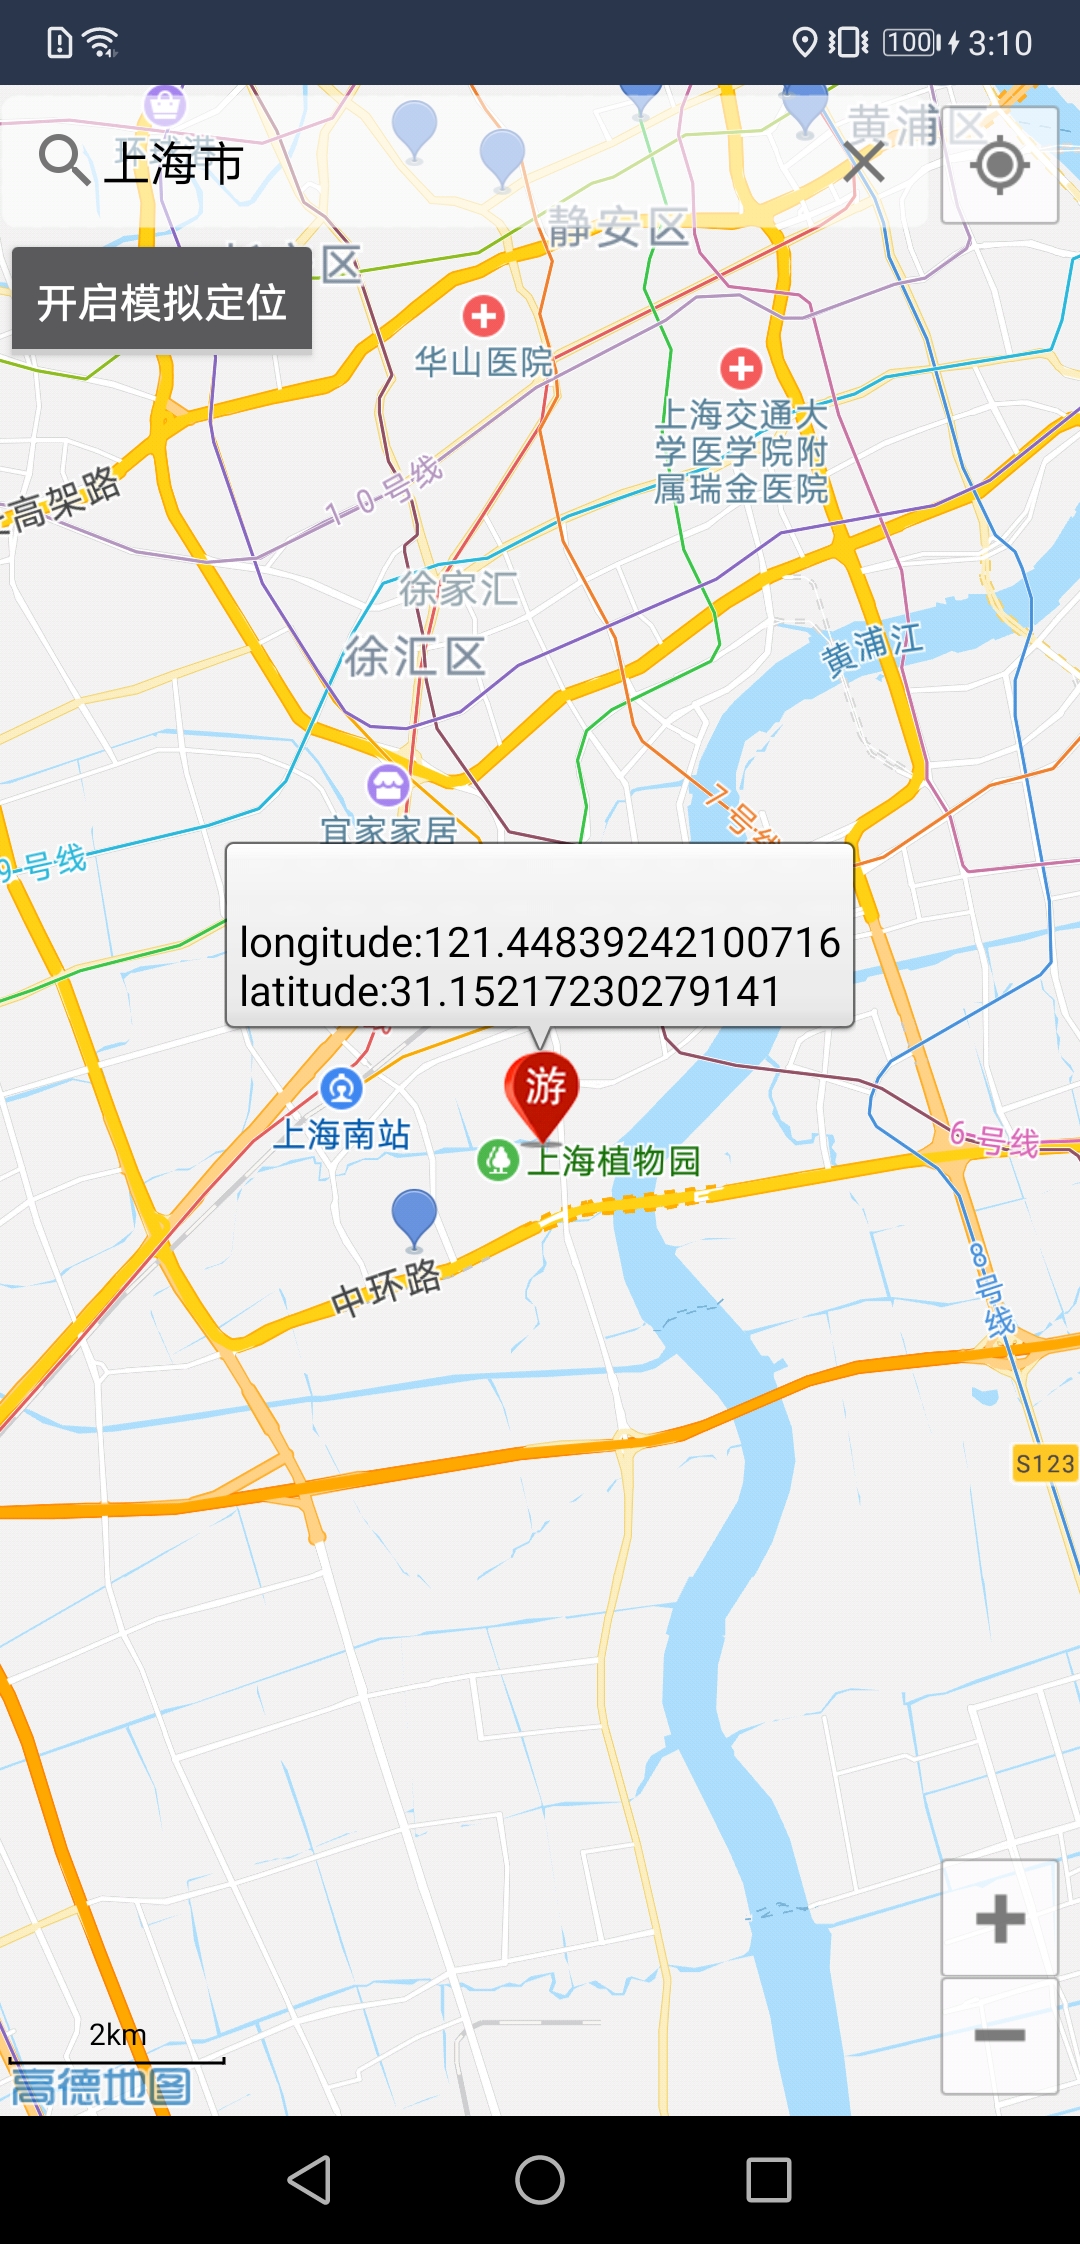 100
3:10
黄浦区
上海市
静安区
区
开启模拟定位
华山医院
上海交通大
学医学院附
属瑞金医院
高架路
10号线
徐家汇
徐汇区
黄浦江
宜家家居
7号线
9号线
longitude:121.44839242100716
latitude:31.15217230279141
游
上海南站
上海植物园
6号线
中环路
8号线
S123
2km
高德地图